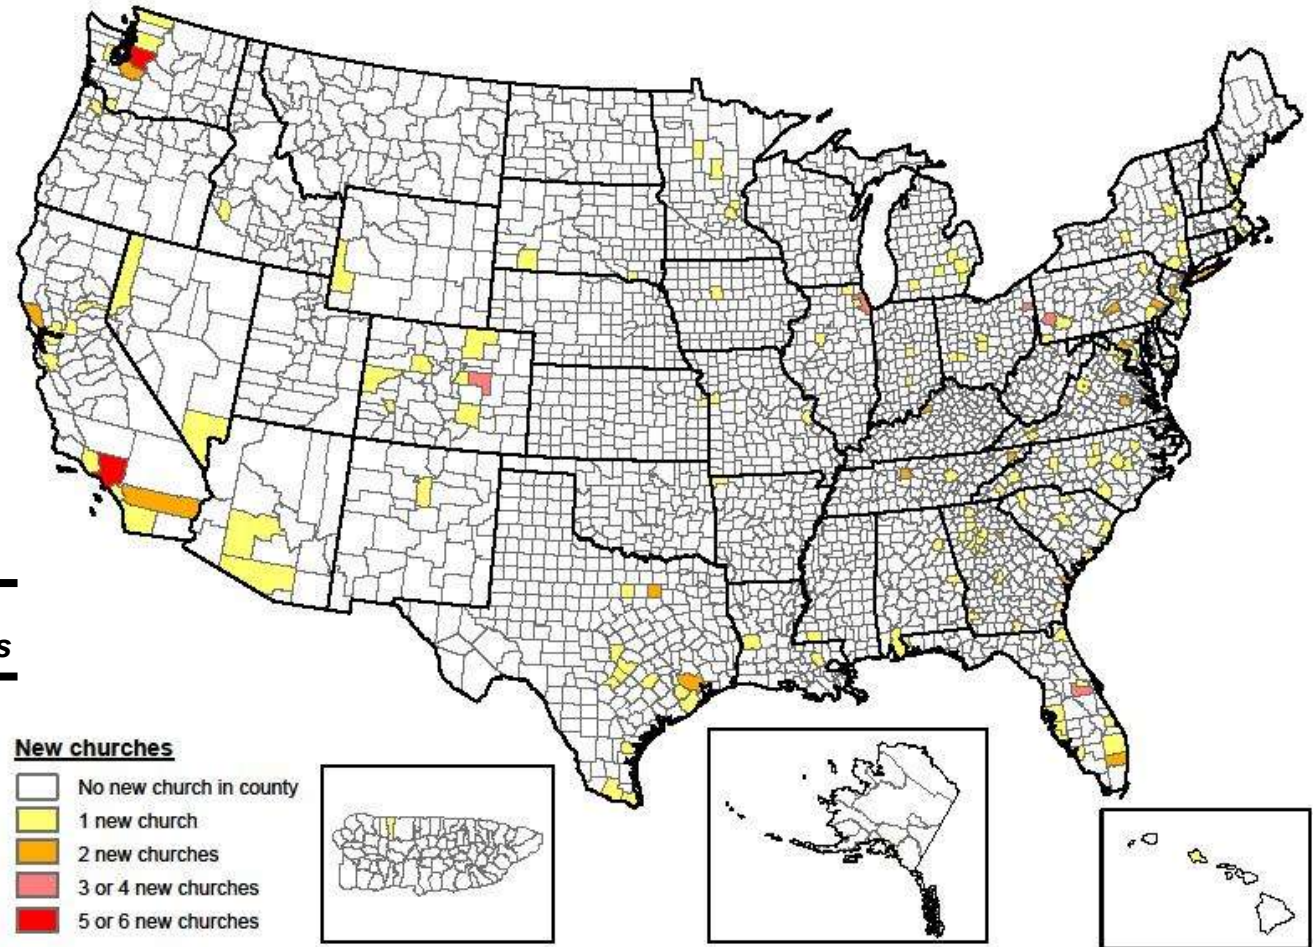 s
New churches
No new church in county
1 new church
2 new churches
3 or 4 new churches
5 or 6 new churches